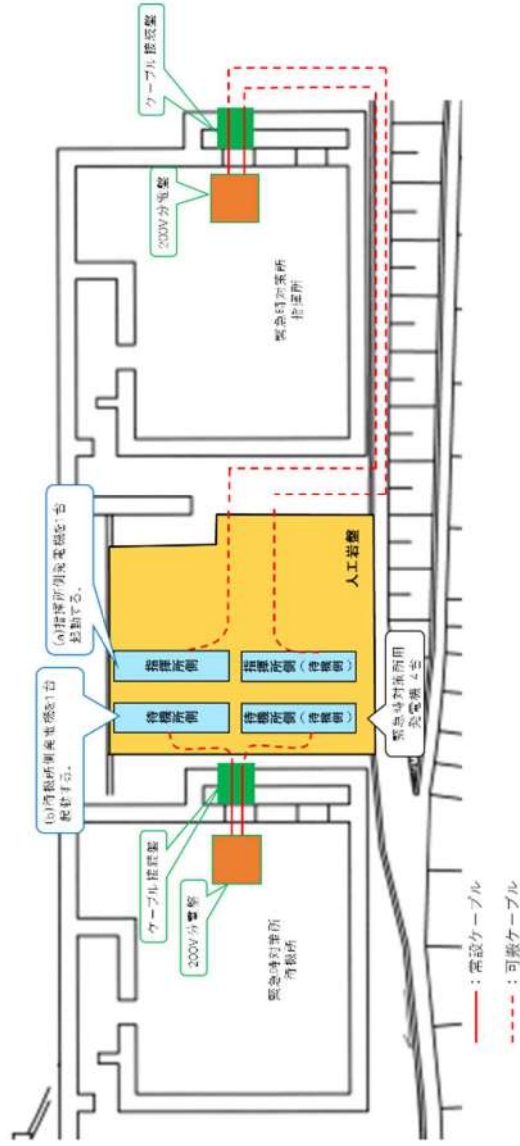 (b)待機所側発電機を1台
起動する。
(a)指揮所側発電機を1台
起動する。
ケーブル接続盤
200V分電盤
緊急時対策所
待機所
待機所側
待機所側(待機側)
指揮所側
指揮所側(待機側)
人工岩盤
緊急時対策所用
発電機 4台
ケーブル接続盤
200V分電盤
緊急時対策所
指揮所
:常設ケーブル
:可搬ケーブル